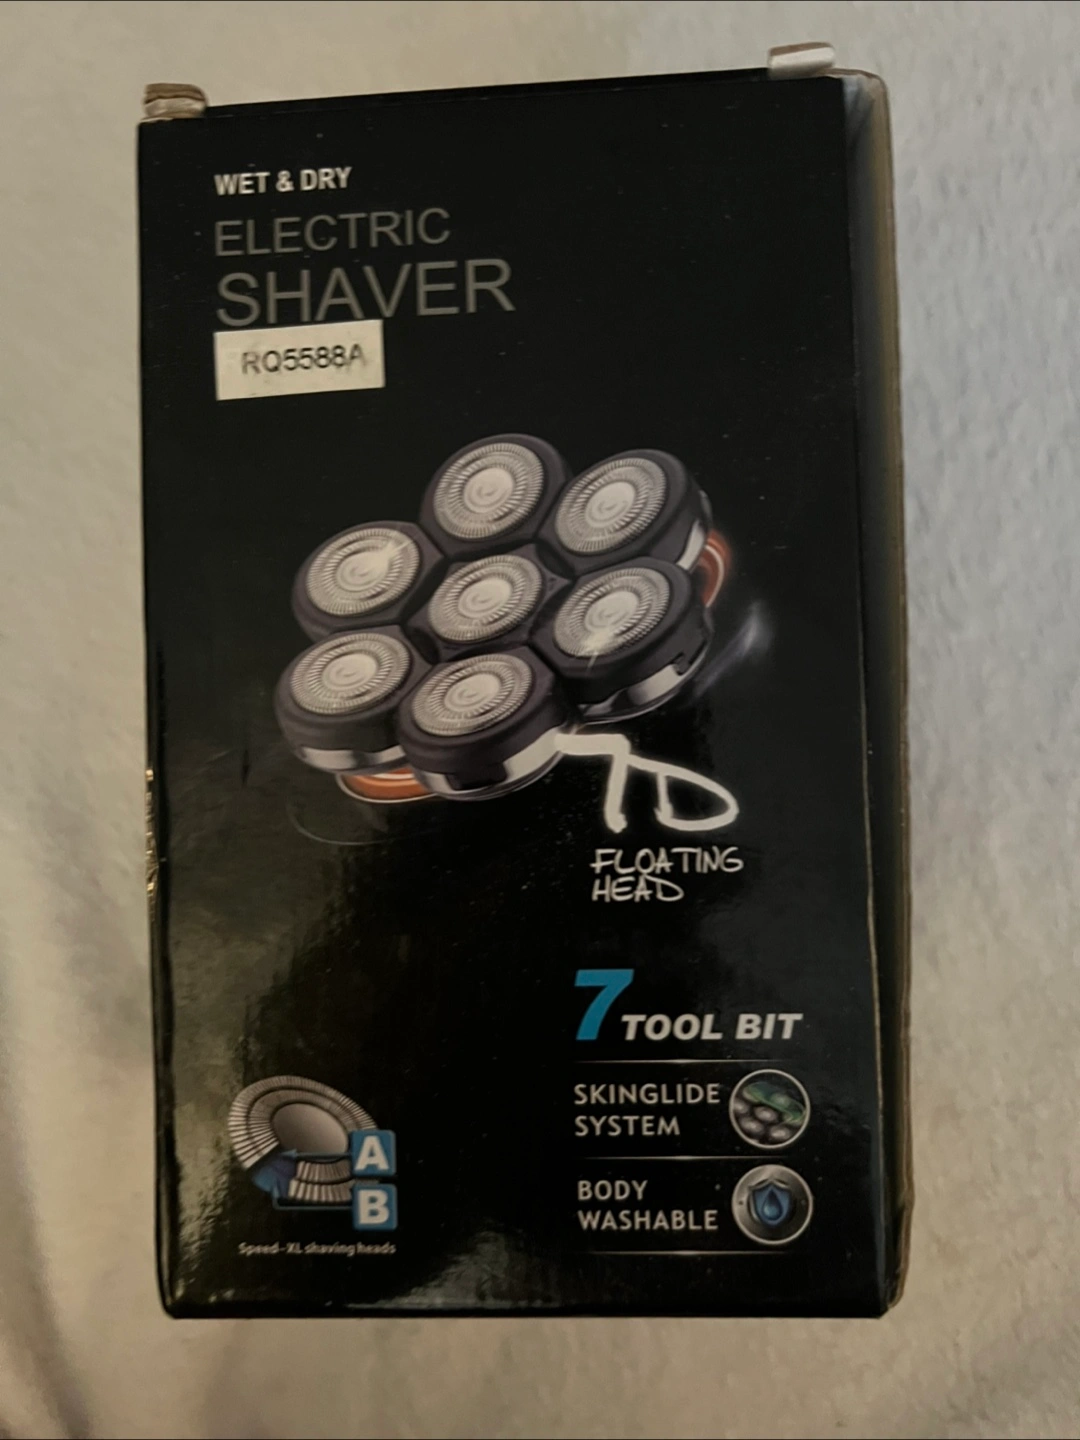 WET & DRY
ELECTRIC
SHAVER
RQ5588A
7D
FLOATING
HEAD
7 TOOL BIT
SKINGLIDE
SYSTEM
A
B
BODY
WASHABLE
Speed-XL shaving heads